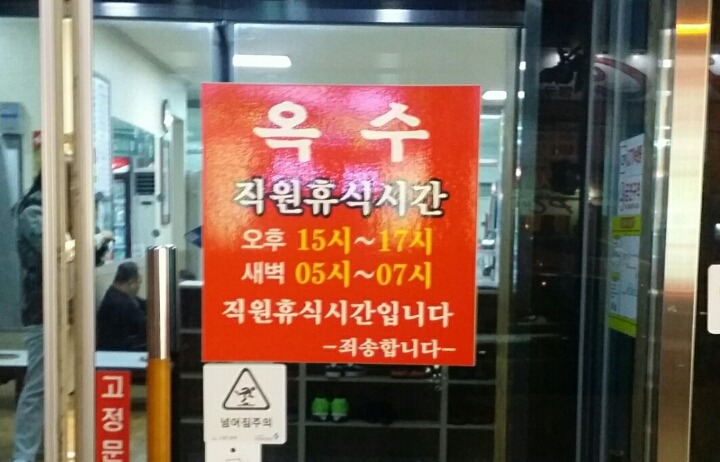 옥수
직원휴식시간
오후 15시~17시
새벽 05시~07시
직원휴식시간입니다
-죄송합니다-
넘어짐주의
고정문